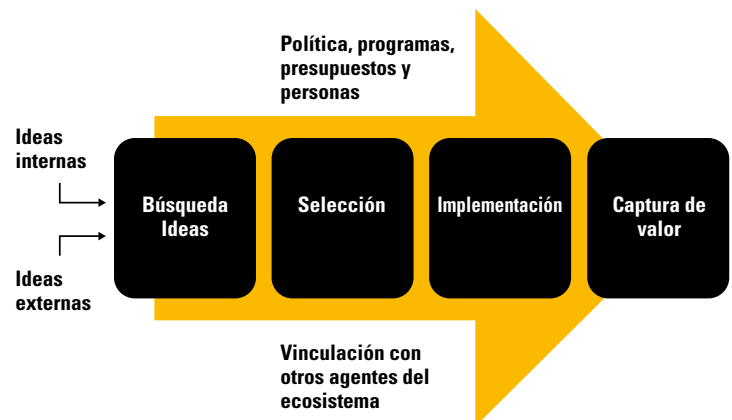 Política, programas,
presupuestos y
personas
Ideas
internas
Búsqueda
Ideas
Selección
Implementación
Captura de
valor
Ideas
externas
Vinculación con
otros agentes del
ecosistema